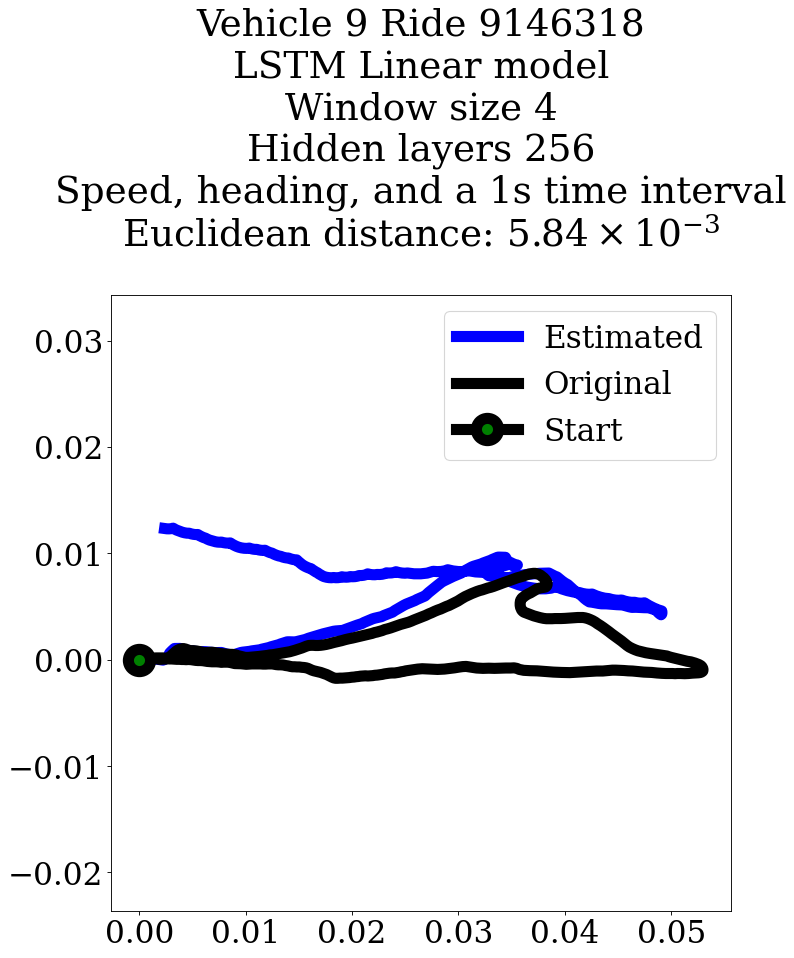 Vehicle 9 Ride 9146318
LSTM Linear model
Window size 4
Hidden layers 256
Speed, heading, and a 1s time interval
Euclidean distance: 5.84 × 10⁻³
Estimated
Original
Start
0.03
0.02
0.01
0.00
−0.01
−0.02
0.00 0.01 0.02 0.03 0.04 0.05